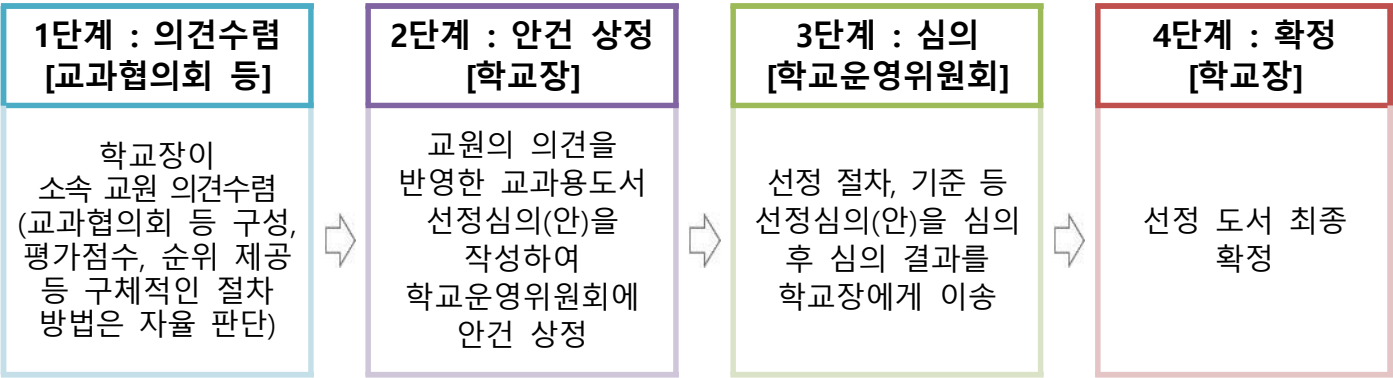 1단계 : 의견수렴
[교과협의회 등]
학교장이
소속 교원 의견수렴
(교과협의회 등 구성,
평가점수, 순위 제공
등 구체적인 절차
방법은 자율 판단)
2단계 : 안건 상정
[학교장]
교원의 의견을
반영한 교과용도서
선정심의(안)을
작성하여
학교운영위원회에
안건 상정
3단계 : 심의
[학교운영위원회]
선정 절차, 기준 등
선정심의(안)을 심의
후 심의 결과를
학교장에게 이송
4단계 : 확정
[학교장]
선정 도서 최종
확정